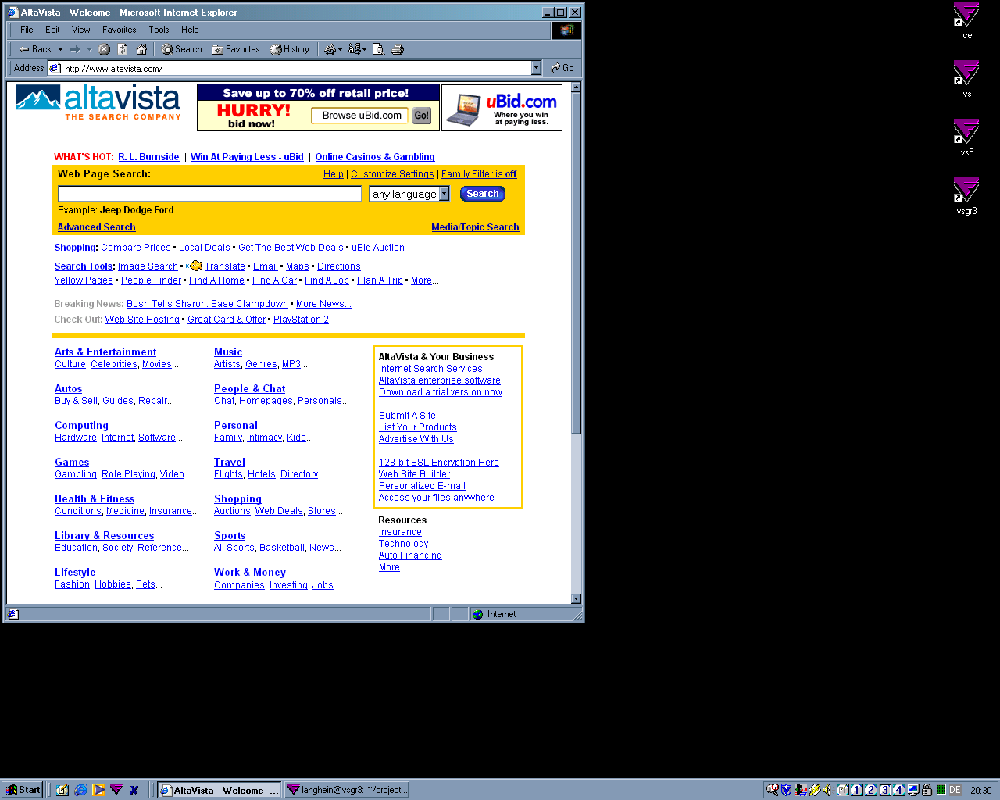 AltaVista - Welcome - Microsoft Internet Explorer
File Edit View Favorites Tools Help
Back Search Favorites History
Address http://www.altavista.com/ Go
altavista
THE SEARCH COMPANY
Save up to 70% off retail price!
HURRY!
bid now!
Browse uBid.com Go!
uBid.com
Where you win
at paying less.
WHAT'S HOT: R. L. Burnside | Win At Paying Less - uBid | Online Casinos & Gambling
Web Page Search: Help | Customize Settings | Family Filter is off
any language Search
Example: Jeep Dodge Ford
Advanced Search Media/Topic Search
Shopping: Compare Prices • Local Deals • Get The Best Web Deals • uBid Auction
Search Tools: Image Search • Translate • Email • Maps • Directions
Yellow Pages • People Finder • Find A Home • Find A Car • Find A Job • Plan A Trip • More...
Breaking News: Bush Tells Sharon: Ease Clampdown • More News...
Check Out: Web Site Hosting • Great Card & Offer • PlayStation 2
Arts & Entertainment
Culture, Celebrities, Movies...
Autos
Buy & Sell, Guides, Repair...
Computing
Hardware, Internet, Software...
Games
Gambling, Role Playing, Video...
Health & Fitness
Conditions, Medicine, Insurance...
Library & Resources
Education, Society, Reference...
Lifestyle
Fashion, Hobbies, Pets...
Music
Artists, Genres, MP3...
People & Chat
Chat, Homepages, Personals...
Personal
Family, Intimacy, Kids...
Travel
Flights, Hotels, Directory...
Shopping
Auctions, Web Deals, Stores...
Sports
All Sports, Basketball, News...
Work & Money
Companies, Investing, Jobs...
AltaVista & Your Business
Internet Search Services
AltaVista enterprise software
Download a trial version now
Submit A Site
List Your Products
Advertise With Us
128-bit SSL Encryption Here
Web Site Builder
Personalized E-mail
Access your files anywhere
Resources
Insurance
Technology
Auto Financing
More...
Internet
ice
vs
vs5
vsgr3
Start AltaVista - Welcome -... langhein@vsgr3: ~/project... 1 2 3 4 DE 20:30